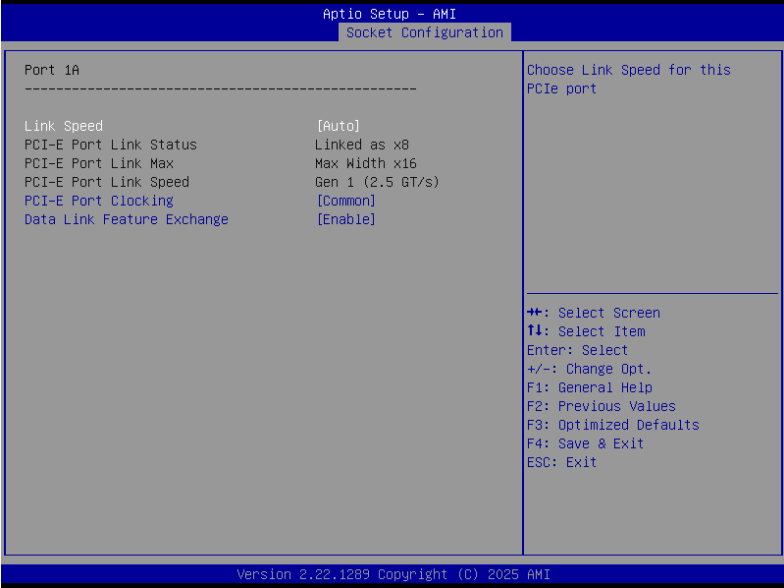 Aptio Setup – AMI
Socket Configuration
Port 1A
--------------------------------------------------
Link Speed [Auto]
PCI-E Port Link Status Linked as x8
PCI-E Port Link Max Max Width x16
PCI-E Port Link Speed Gen 1 (2.5 GT/s)
PCI-E Port Clocking [Common]
Data Link Feature Exchange [Enable]
Choose Link Speed for this
PCIe port
→←: Select Screen
↑↓: Select Item
Enter: Select
+/-: Change Opt.
F1: General Help
F2: Previous Values
F3: Optimized Defaults
F4: Save & Exit
ESC: Exit
Version 2.22.1289 Copyright (C) 2025 AMI